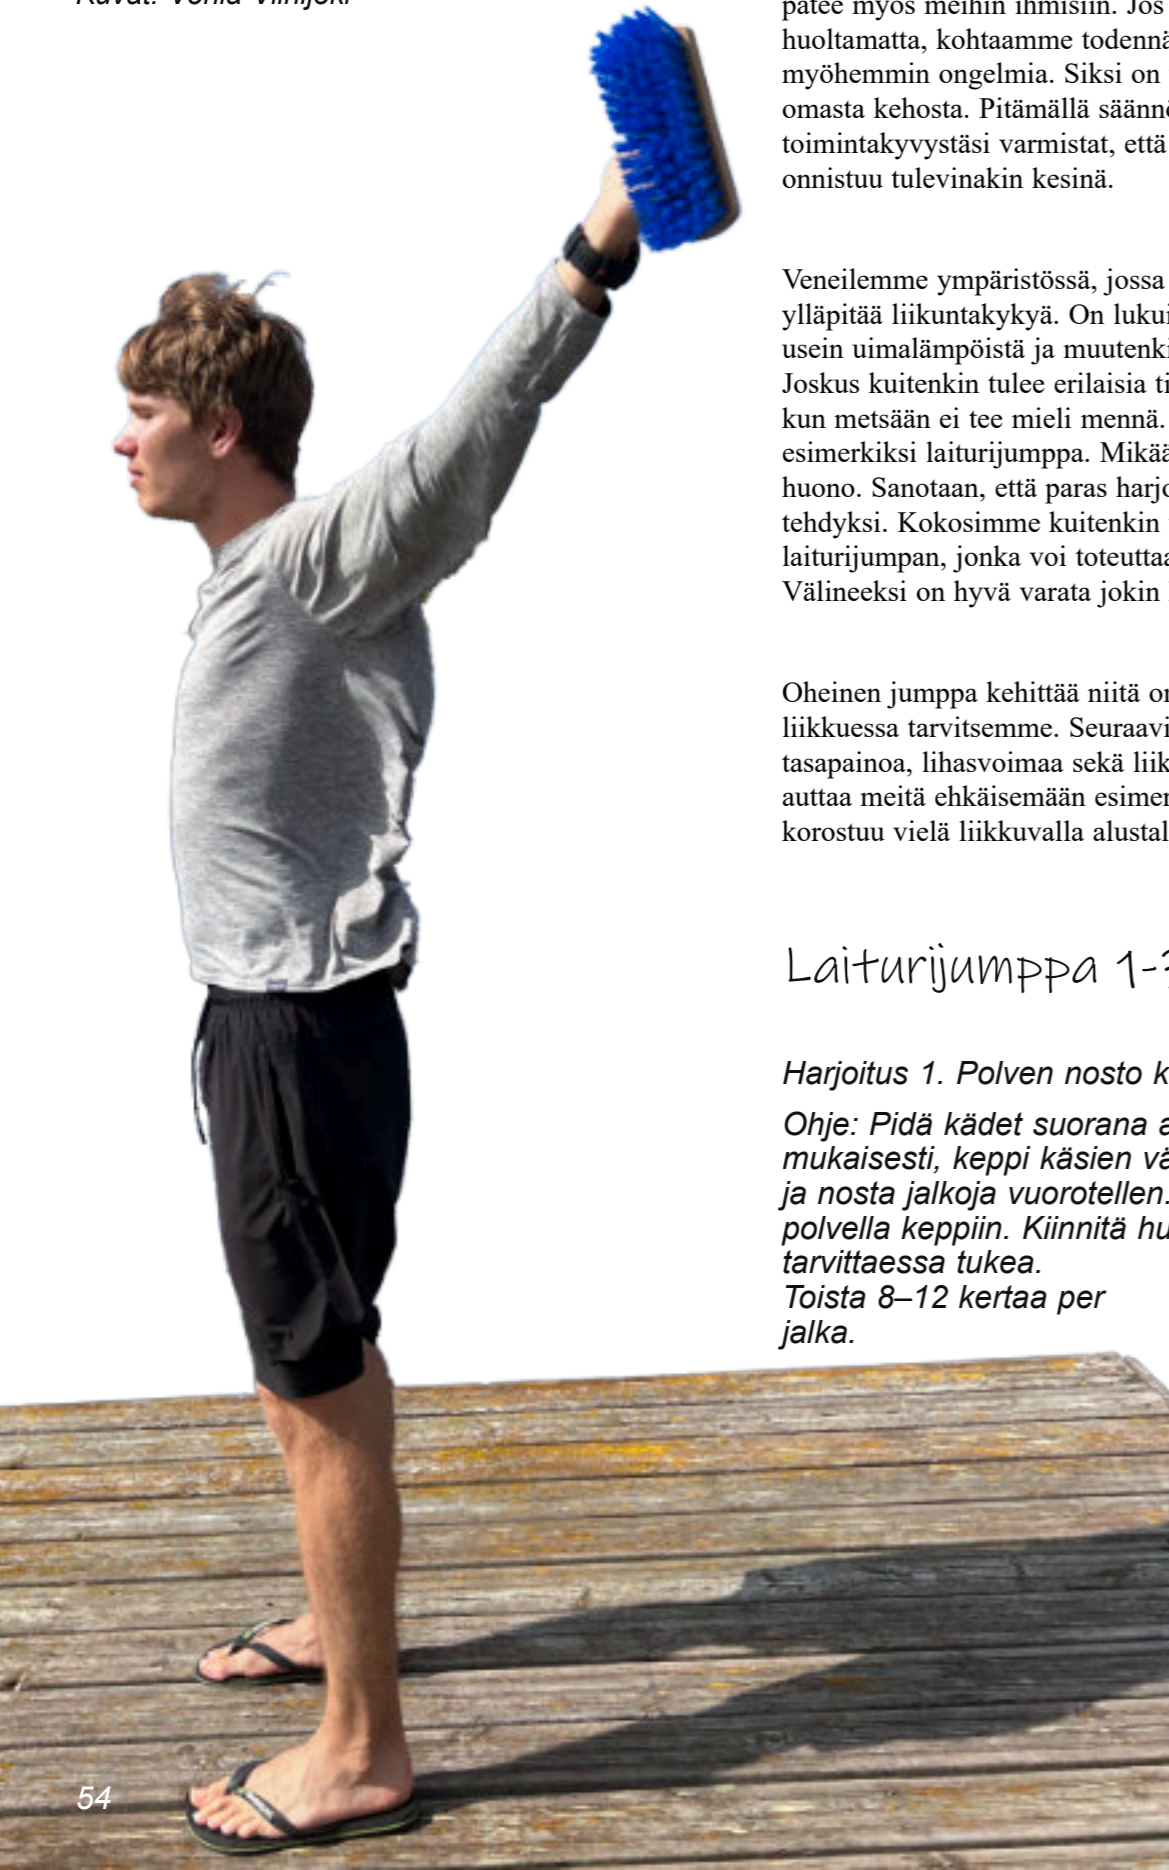 pätee myös meihin ihmisiin. Jos
huoltamatta, kohtaamme todennä
myöhemmin ongelmia. Siksi on
omasta kehosta. Pitämällä säännö
toimintakyvystäsi varmistat, että
onnistuu tulevinakin kesinä.
Veneilemme ympäristössä, jossa
ylläpitää liikuntakykyä. On lukui
usein uimalämpöistä ja muutenki
Joskus kuitenkin tulee erilaisia ti
kun metsään ei tee mieli mennä.
esimerkiksi laiturijumppa. Mikää
huono. Sanotaan, että paras harjo
tehdyksi. Kokosimme kuitenkin
laiturijumpan, jonka voi toteuttaa
Välineeksi on hyvä varata jokin
Oheinen jumppa kehittää niitä o
liikkuessa tarvitsemme. Seuraavi
tasapainoa, lihasvoimaa sekä liik
auttaa meitä ehkäisemään esimer
korostuu vielä liikkuvalla alustal
Laiturijumppa 1-
Harjoitus 1. Polven nosto k
Ohje: Pidä kädet suorana a
mukaisesti, keppi käsien vä
ja nosta jalkoja vuorotellen.
polvella keppiin. Kiinnitä hu
tarvittaessa tukea.
Toista 8–12 kertaa per
jalka.
54